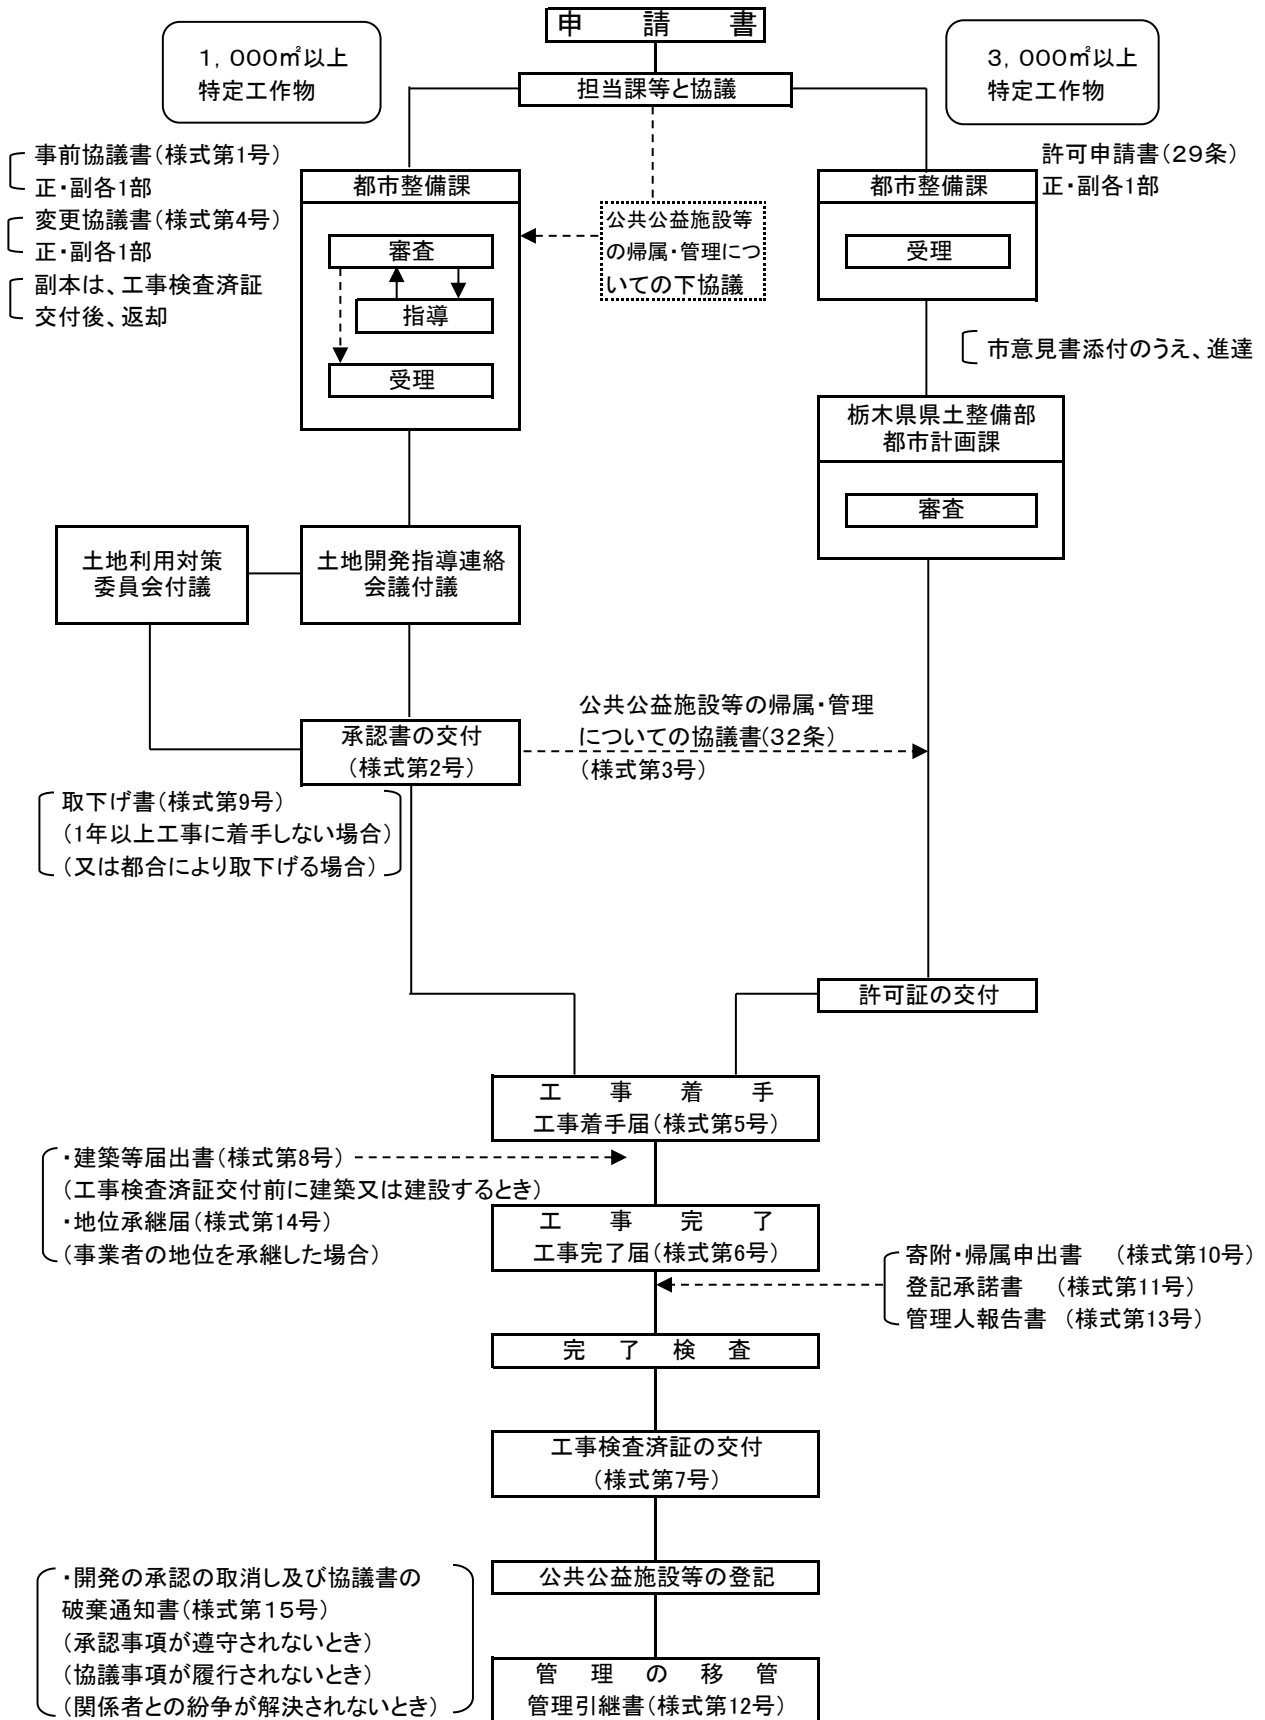 申請書
1,000㎡以上
特定工作物
3,000㎡以上
特定工作物
担当課等と協議
事前協議書(様式第1号)
正・副各1部
変更協議書(様式第4号)
正・副各1部
副本は、工事検査済証
交付後、返却
都市整備課
審査
指導
受理
公共公益施設等
の帰属・管理につ
いての下協議
都市整備課
受理
許可申請書(29条)
正・副各1部
市意見書添付のうえ、進達
栃木県県土整備部
都市計画課
審査
土地利用対策
委員会付議
土地開発指導連絡
会議付議
承認書の交付
(様式第2号)
公共公益施設等の帰属・管理
についての協議書(32条)
(様式第3号)
取下げ書(様式第9号)
(1年以上工事に着手しない場合)
(又は都合により取下げる場合)
許可証の交付
工事着手
工事着手届(様式第5号)
・建築等届出書(様式第8号)
(工事検査済証交付前に建築又は建設するとき)
・地位承継届(様式第14号)
(事業者の地位を承継した場合)
工事完了
工事完了届(様式第6号)
寄附・帰属申出書 (様式第10号)
登記承諾書 (様式第11号)
管理人報告書 (様式第13号)
完了検査
工事検査済証の交付
(様式第7号)
公共公益施設等の登記
・開発の承認の取消し及び協議書の
破棄通知書(様式第15号)
(承認事項が遵守されないとき)
(協議事項が履行されないとき)
(関係者との紛争が解決されないとき)
管理の移管
管理引継書(様式第12号)